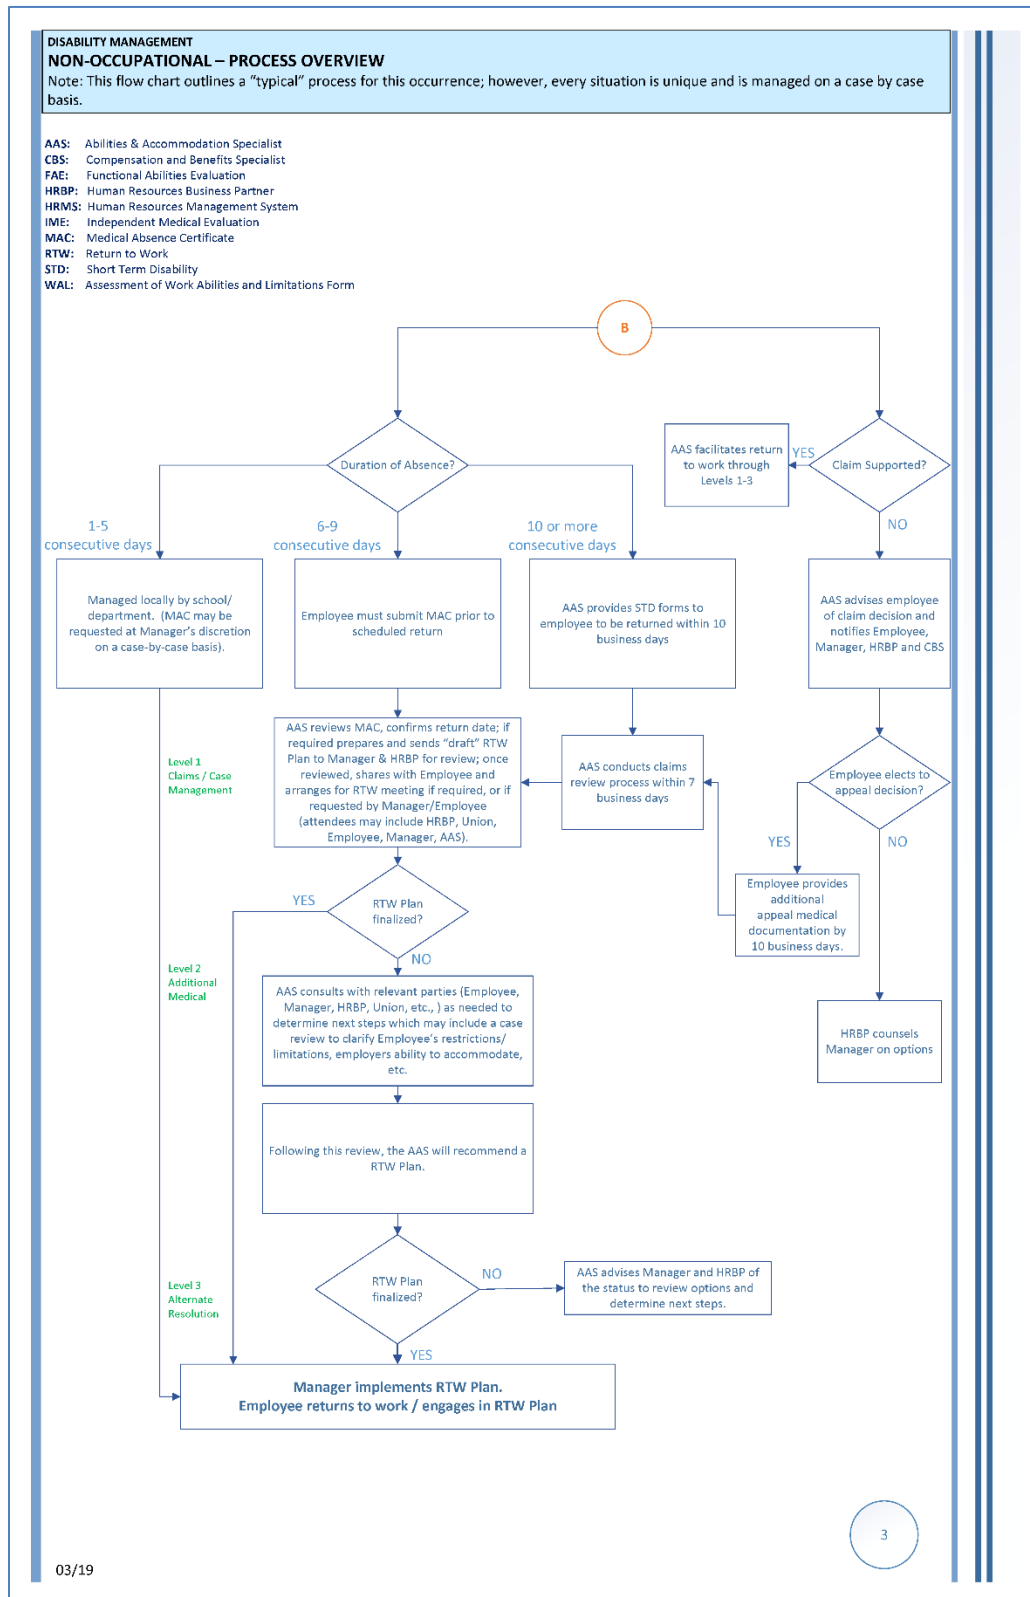 DISABILITY MANAGEMENT
NON-OCCUPATIONAL – PROCESS OVERVIEW
Note: This flow chart outlines a “typical” process for this occurrence; however, every situation is unique and is managed on a case by case
basis.
AAS: Abilities & Accommodation Specialist
CBS: Compensation and Benefits Specialist
FAE: Functional Abilities Evaluation
HRBP: Human Resources Business Partner
HRMS: Human Resources Management System
IME: Independent Medical Evaluation
MAC: Medical Absence Certificate
RTW: Return to Work
STD: Short Term Disability
WAL: Assessment of Work Abilities and Limitations Form
B
Duration of Absence?
AAS facilitates return
to work through
Levels 1-3
YES
Claim Supported?
NO
1-5
consecutive days
6-9
consecutive days
10 or more
consecutive days
Managed locally by school/
department. (MAC may be
requested at Manager’s discretion
on a case-by-case basis).
Employee must submit MAC prior to
scheduled return
AAS provides STD forms to
employee to be returned within 10
business days
AAS advises employee
of claim decision and
notifies Employee,
Manager, HRBP and CBS
Level 1
Claims / Case
Management
AAS reviews MAC, confirms return date; if
required prepares and sends “draft” RTW
Plan to Manager & HRBP for review; once
reviewed, shares with Employee and
arranges for RTW meeting if required, or if
requested by Manager/Employee
(attendees may include HRBP, Union,
Employee, Manager, AAS).
AAS conducts claims
review process within 7
business days
Employee elects to
appeal decision?
YES
NO
Employee provides
additional
appeal medical
documentation by
10 business days.
YES
RTW Plan
finalized?
NO
Level 2
Additional
Medical
AAS consults with relevant parties (Employee,
Manager, HRBP, Union, etc., ) as needed to
determine next steps which may include a case
review to clarify Employee’s restrictions/
limitations, employers ability to accommodate,
etc.
HRBP counsels
Manager on options
Following this review, the AAS will recommend a
RTW Plan.
Level 3
Alternate
Resolution
RTW Plan
finalized?
NO
AAS advises Manager and HRBP of
the status to review options and
determine next steps.
YES
Manager implements RTW Plan.
Employee returns to work / engages in RTW Plan
3
03/19